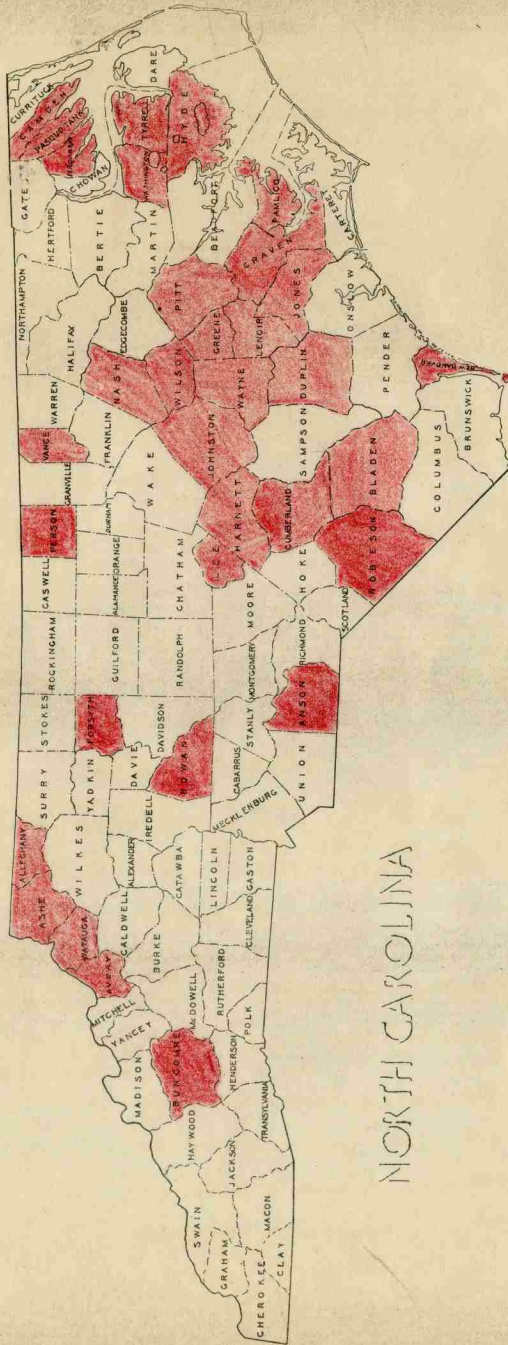 CURRITUCK
CAMDEN
PASQUOTANK
GATE
CHOWAN
HERTFORD
NORTHAMPTON
BERTIE
HALIFAX
WARREN
VANCE
GRANVILLE
PERSON
CASWELL
ROCKINGHAM
STOKES
SURRY
ALLEGHANY
ASHE
DARE
TYRREL
WASHINGTON
HYDE
MARTIN
BEAUFORT
PITT
EDGECOMBE
NASH
FRANKLIN
WAKE
DURHAM
ORANGE
ALAMANCE
GUILFORD
FORSYTH
YADKIN
WILKES
WATAUGA
AVERY
MITCHELL
YANCEY
MADISON
PAMLICO
CRAVEN
CARTERET
JONES
LENOIR
GREENE
WILSON
WAYNE
JOHNSTON
HARNETT
LEE
CHATHAM
RANDOLPH
DAVIDSON
DAVIE
ROWAN
IREDELL
ALEXANDER
CATAWBA
CALDWELL
BURKE
McDOWELL
BUNCOMBE
HAYWOOD
SWAIN
GRAHAM
CHEROKEE
CLAY
MACON
JACKSON
TRANSYLVANIA
HENDERSON
POLK
RUTHERFORD
CLEVELAND
LINCOLN
GASTON
MECKLENBURG
CABARRUS
STANLY
MONTGOMERY
MOORE
UNION
ANSON
RICHMOND
SCOTLAND
HOKE
CUMBERLAND
SAMPSON
DUPLIN
ONSLOW
PENDER
NEW HANOVER
BLADEN
ROBESON
COLUMBUS
BRUNSWICK
NORTH CAROLINA